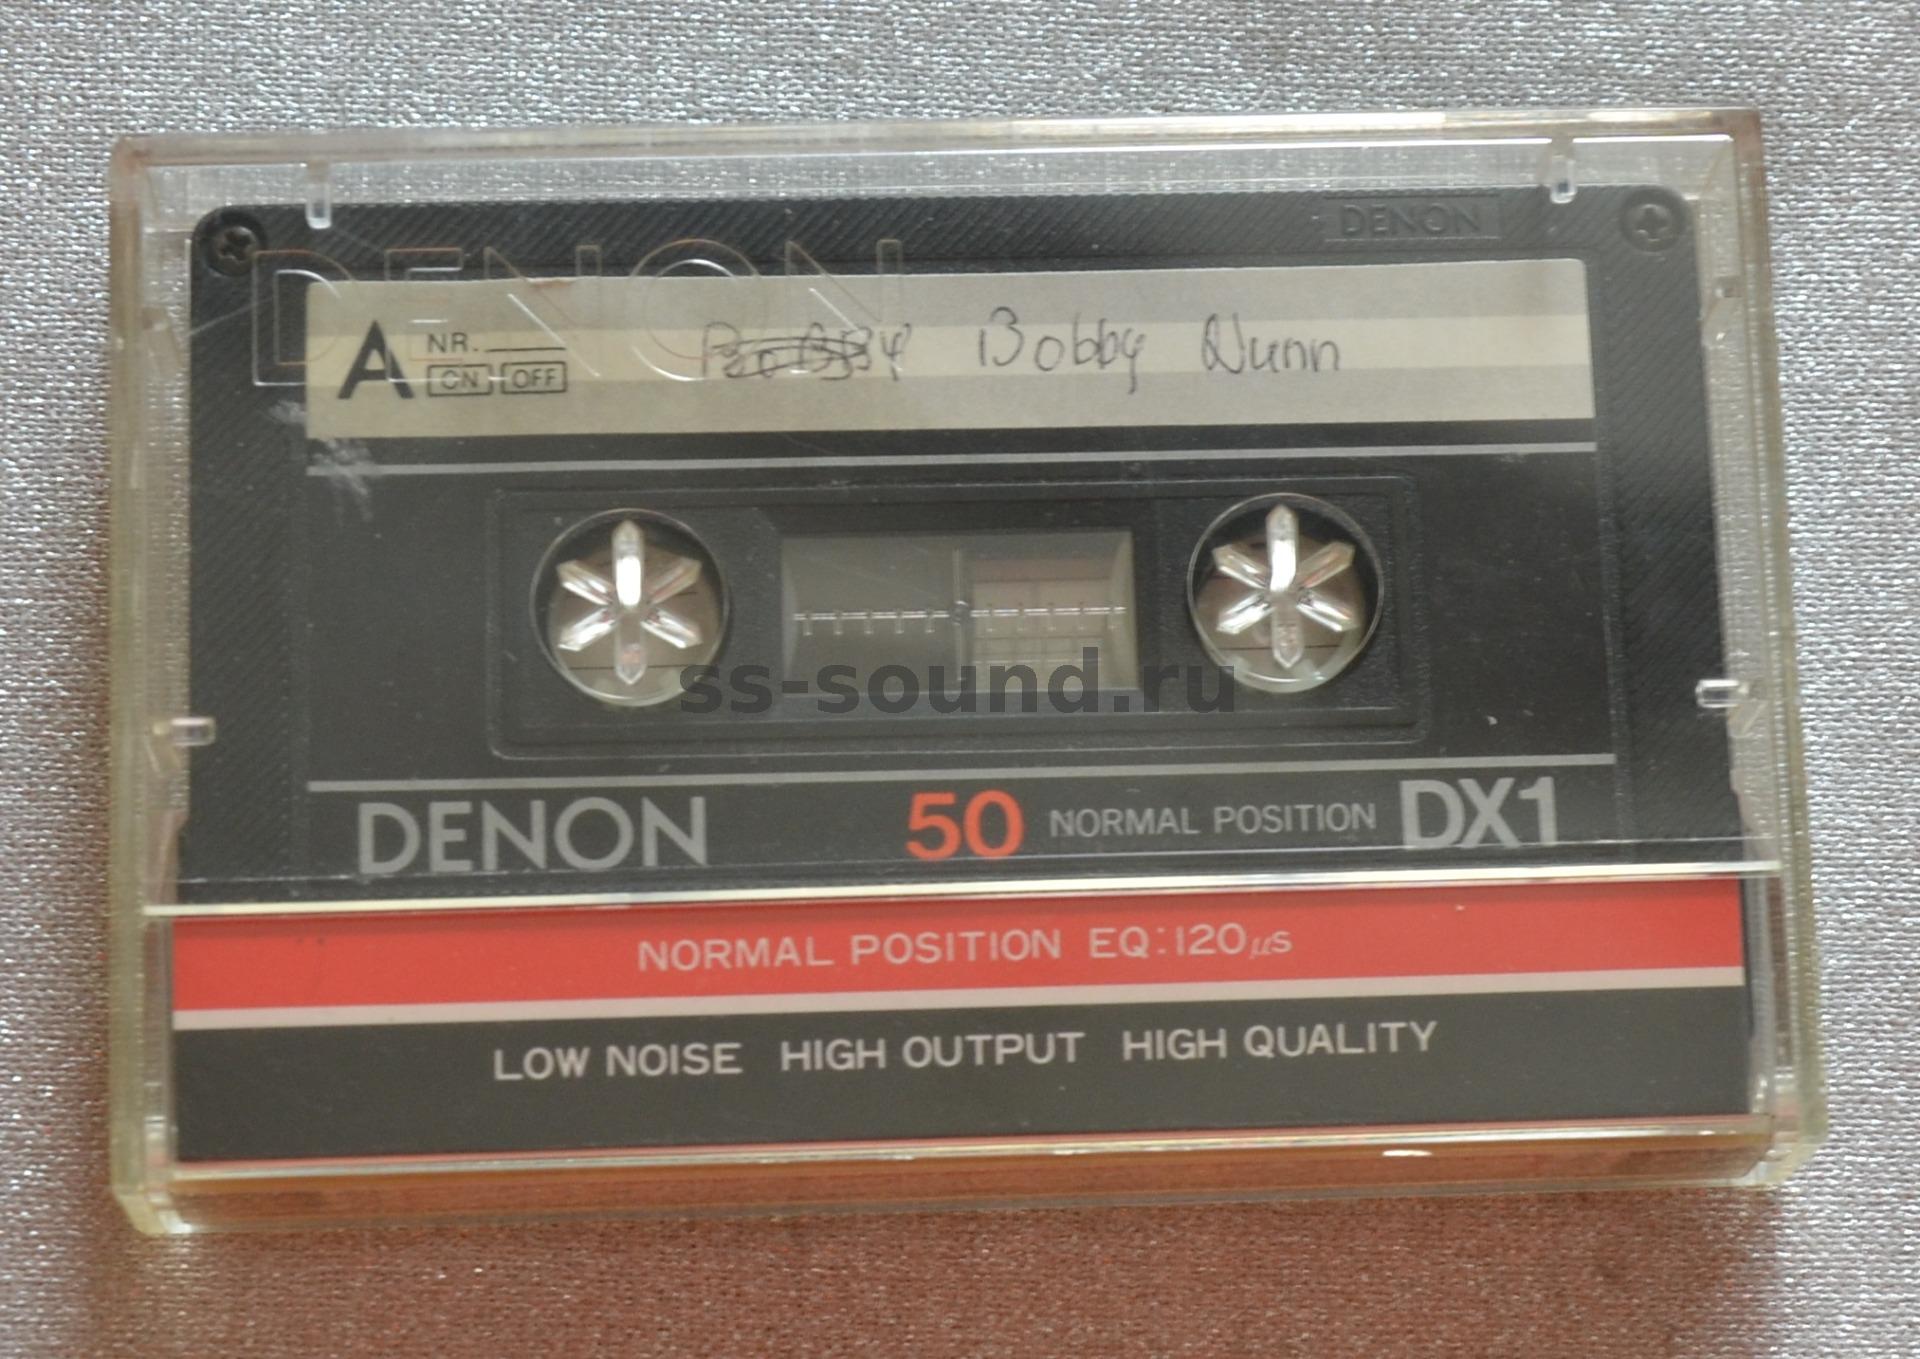 DENON
DENON
A NR.
ON OFF
BOBBY Bobby Nunn
ss-sound.ru
DENON 50 NORMAL POSITION DX1
NORMAL POSITION EQ:120μs
LOW NOISE HIGH OUTPUT HIGH QUALITY